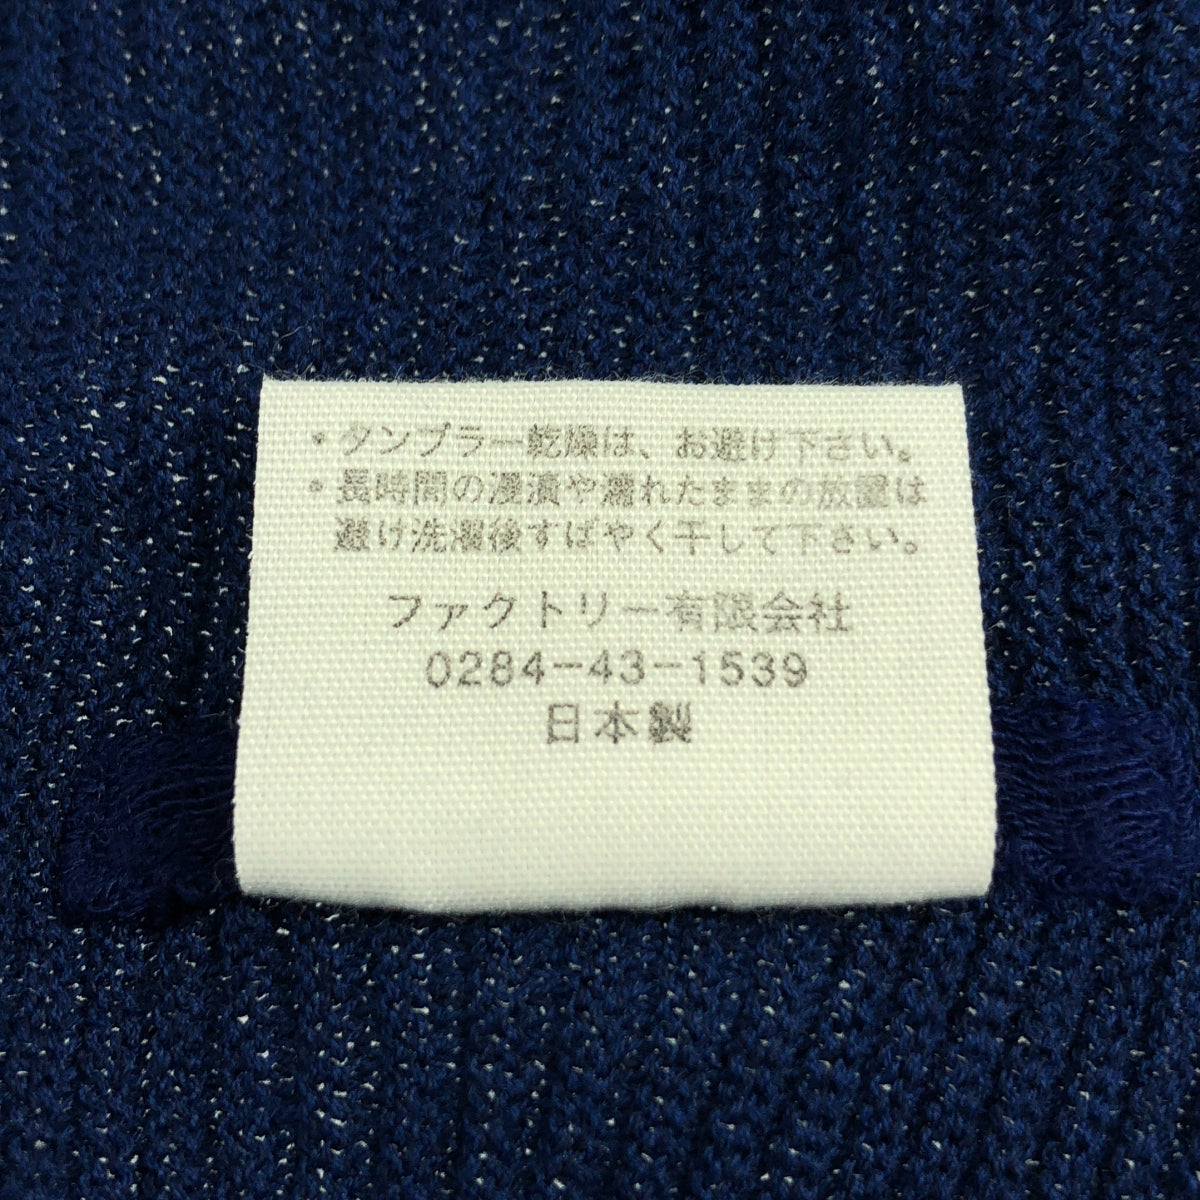 ・タンブラー乾燥は、お避け下さい。
・長時間の浸漬や濡れたままの放置は
避け洗濯後すばやく干して下さい。
ファクトリー有限会社
0284-43-1539
日本製